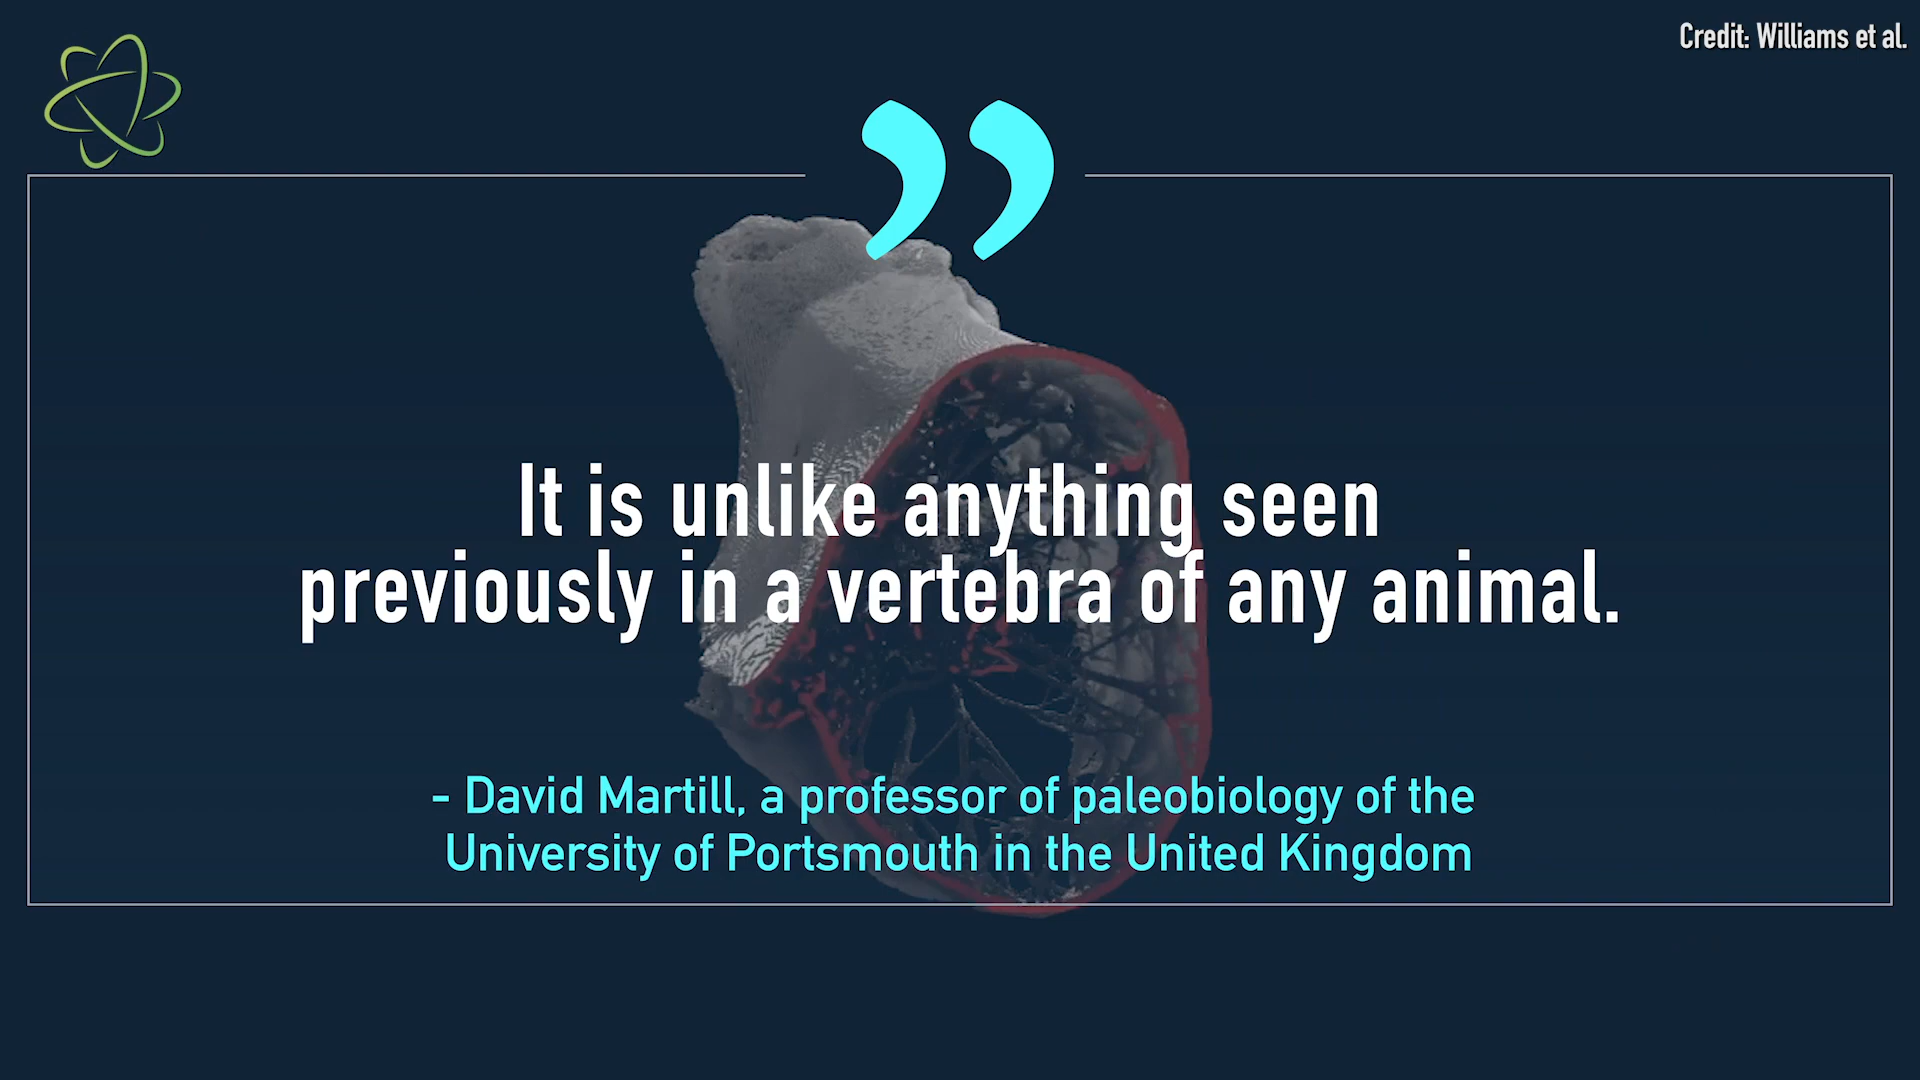 Credit: Williams et al.
”
It is unlike anything seen
previously in a vertebra of any animal.
- David Martill, a professor of paleobiology of the
University of Portsmouth in the United Kingdom